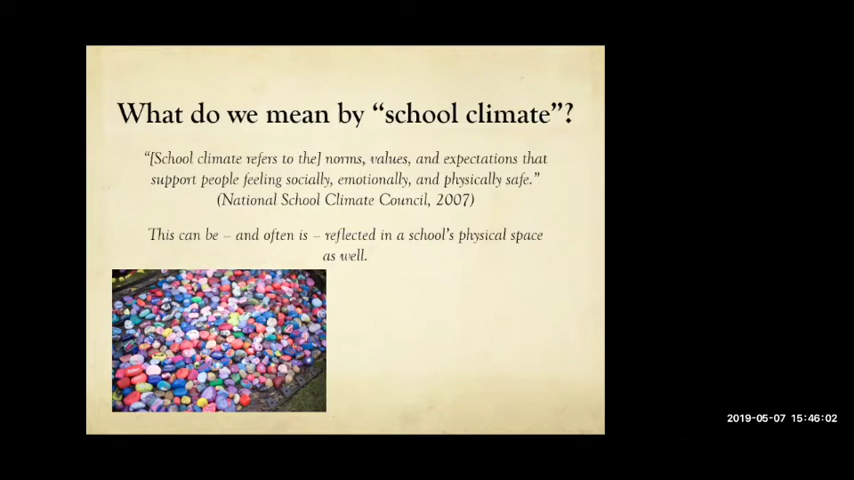 What do we mean by “school climate”?
“[School climate refers to the] norms, values, and expectations that
support people feeling socially, emotionally, and physically safe.”
(National School Climate Council, 2007)
This can be – and often is – reflected in a school’s physical space
as well.
2019-05-07 15:46:02